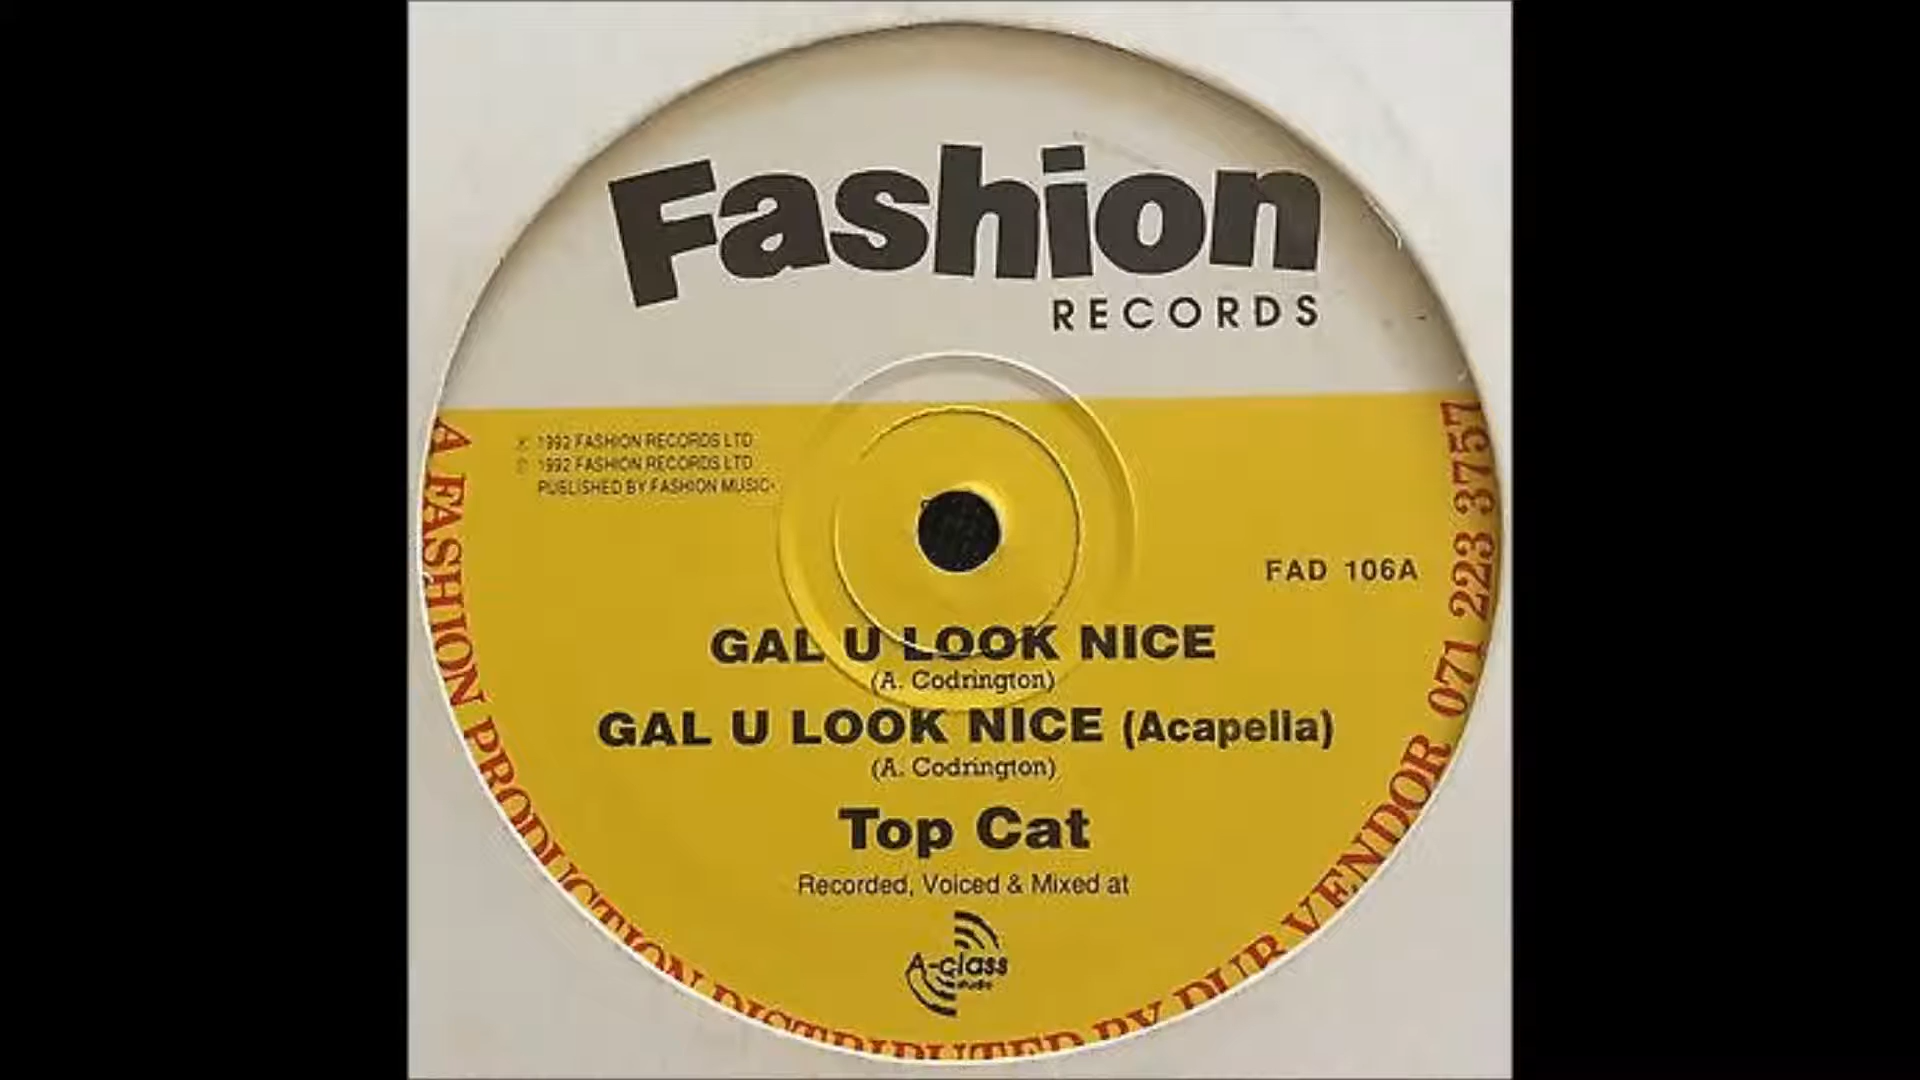 Fashion
RECORDS
℗ 1992 FASHION RECORDS LTD
© 1992 FASHION RECORDS LTD
PUBLISHED BY FASHION MUSIC
FAD 106A
GAL U LOOK NICE
(A. Codrington)
GAL U LOOK NICE (Acapella)
(A. Codrington)
Top Cat
Recorded, Voiced & Mixed at
A-class
studio
A FASHION PRODUCTION DISTRIBUTED BY DUB VENDOR 071 223 3757